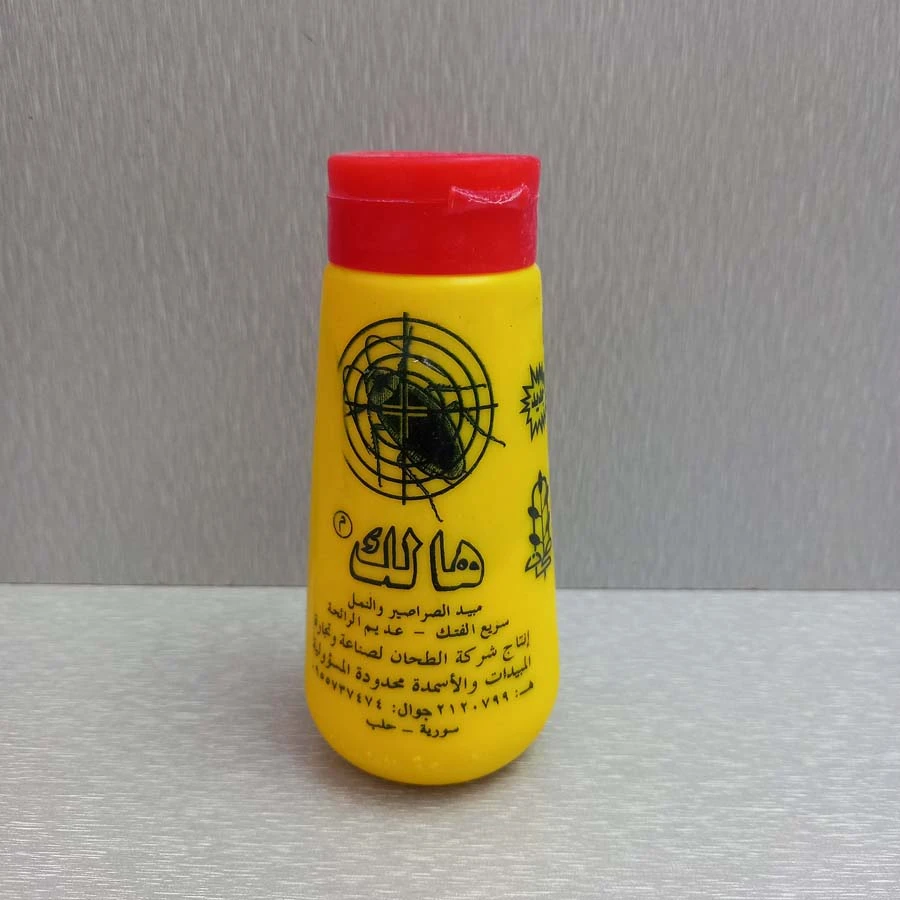 م
هالك
مبيد الصراصير والنمل
سريع الفتك - عديم الرائحة
إنتاج شركة الطحان لصناعة وتجارة
المبيدات والأسمدة محدودة المسؤولية
هـ: ٢١٢٠٧٩٩ جوال: ٠٩٥٥٧٣٧٤٧٤
سورية - حلب